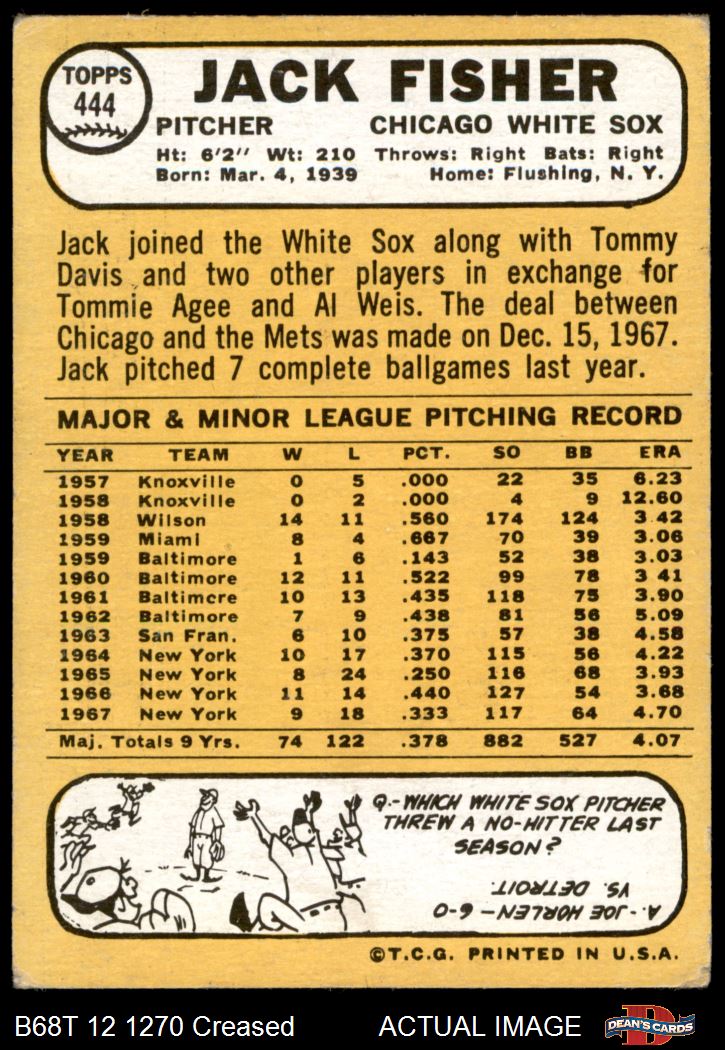 TOPPS
444
JACK FISHER
PITCHER CHICAGO WHITE SOX
Ht: 6'2" Wt: 210 Throws: Right Bats: Right
Born: Mar. 4, 1939 Home: Flushing, N. Y.
Jack joined the White Sox along with Tommy
Davis and two other players in exchange for
Tommie Agee and Al Weis. The deal between
Chicago and the Mets was made on Dec. 15, 1967.
Jack pitched 7 complete ballgames last year.
MAJOR & MINOR LEAGUE PITCHING RECORD
YEAR TEAM W L PCT. SO BB ERA
1957 Knoxville 0 5 .000 22 35 6.23
1958 Knoxville 0 2 .000 4 9 12.60
1958 Wilson 14 11 .560 174 124 3.42
1959 Miami 8 4 .667 70 39 3.06
1959 Baltimore 1 6 .143 52 38 3.03
1960 Baltimore 12 11 .522 99 78 3 41
1961 Baltimore 10 13 .435 118 75 3.90
1962 Baltimore 7 9 .438 81 56 5.09
1963 San Fran. 6 10 .375 57 38 4.58
1964 New York 10 17 .370 115 56 4.22
1965 New York 8 24 .250 116 68 3.93
1966 New York 11 14 .440 127 54 3.68
1967 New York 9 18 .333 117 64 4.70
Maj. Totals 9 Yrs. 74 122 .378 882 527 4.07
Q.-WHICH WHITE SOX PITCHER
THREW A NO-HITTER LAST
SEASON?
A.- JOE HORLEN - 6-0
VS. DETROIT.
©T.C.G. PRINTED IN U.S.A.
B68T 12 1270 Creased ACTUAL IMAGE
D
DEAN'S CARDS